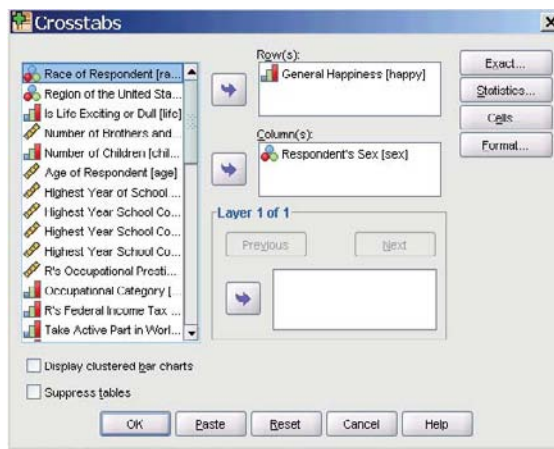 Crosstabs
Race of Respondent [ra...
Region of the United Sta...
Is Life Exciting or Dull [life]
Number of Brothers and ...
Number of Children [chil...
Age of Respondent [age]
Highest Year of School ...
Highest Year School Co...
Highest Year School Co...
Highest Year School Co...
R's Occupational Presti...
Occupational Category [...
R's Federal Income Tax ...
Take Active Part in Worl...
Row(s):
General Happiness [happy]
Column(s):
Respondent's Sex [sex]
Layer 1 of 1
Previous
Next
Exact...
Statistics...
Cells...
Format...
Display clustered bar charts
Suppress tables
OK
Paste
Reset
Cancel
Help